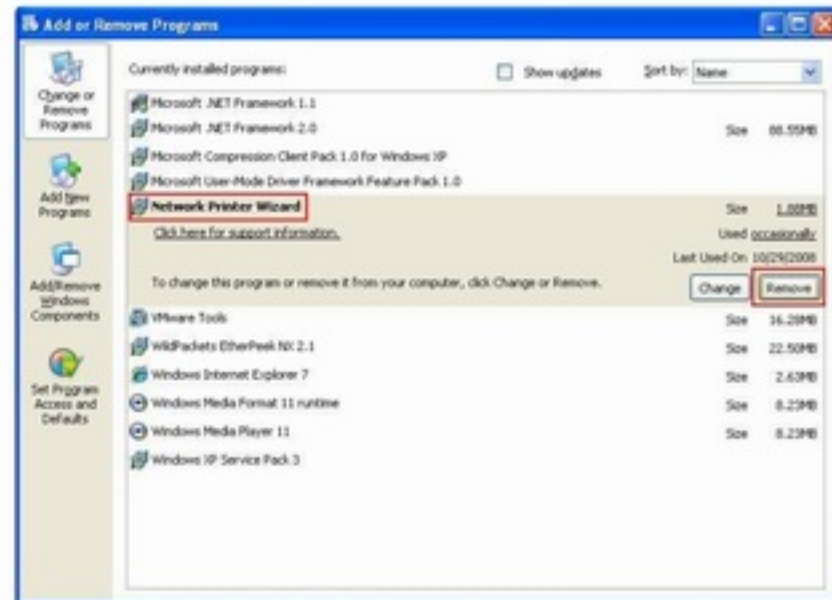 Add or Remove Programs
Change or Remove Programs
Add New Programs
Add/Remove Windows Components
Set Program Access and Defaults
Currently installed programs:
Show updates
Sort by: Name
Microsoft .NET Framework 1.1
Microsoft .NET Framework 2.0 Size 88.55MB
Microsoft Compression Client Pack 1.0 for Windows XP
Microsoft User-Mode Driver Framework Feature Pack 1.0
Network Printer Wizard Size 1.88MB
Click here for support information. Used occasionally
Last Used On 10/29/2008
To change this program or remove it from your computer, click Change or Remove. Change Remove
VMware Tools Size 16.28MB
WildPackets EtherPeek NX 2.1 Size 22.50MB
Windows Internet Explorer 7 Size 2.63MB
Windows Media Format 11 runtime Size 8.23MB
Windows Media Player 11 Size 8.23MB
Windows XP Service Pack 3